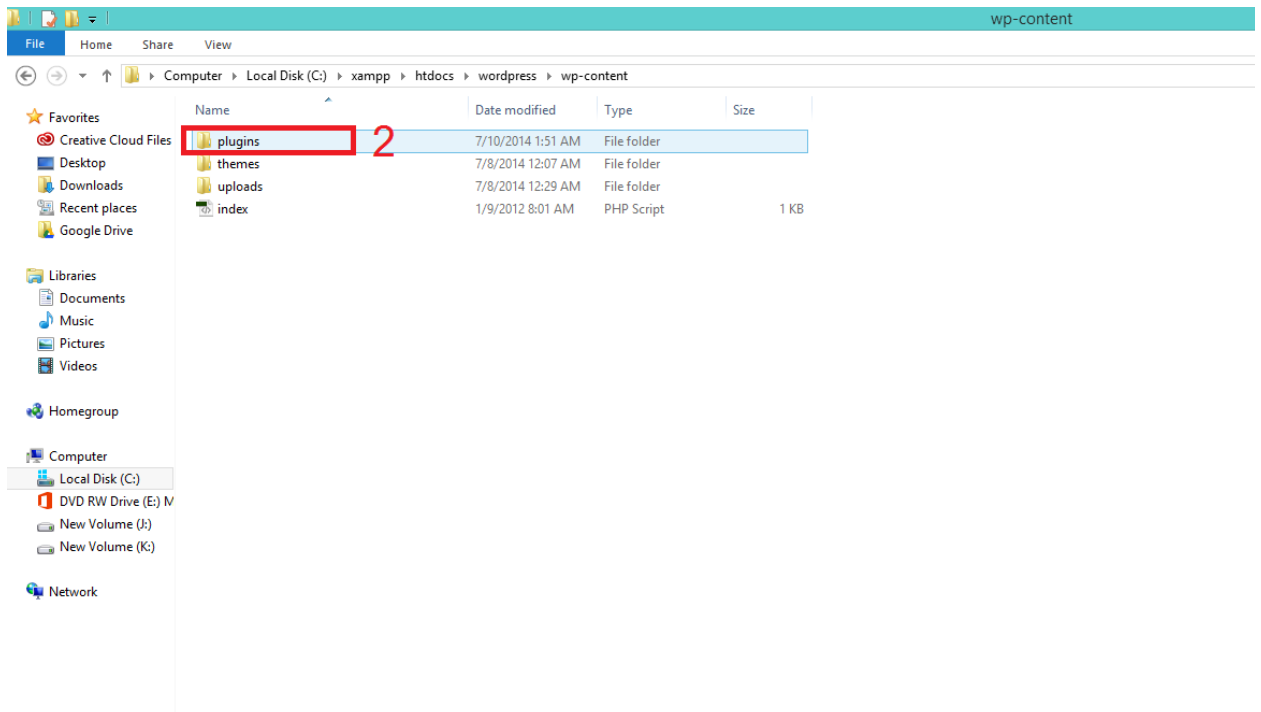 wp-content
File Home Share View
Computer Local Disk (C:) xampp htdocs wordpress wp-content
Name Date modified Type Size
plugins 2 7/10/2014 1:51 AM File folder
themes 7/8/2014 12:07 AM File folder
uploads 7/8/2014 12:29 AM File folder
index 1/9/2012 8:01 AM PHP Script 1 KB
Favorites
Creative Cloud Files
Desktop
Downloads
Recent places
Google Drive
Libraries
Documents
Music
Pictures
Videos
Homegroup
Computer
Local Disk (C:)
DVD RW Drive (E:) M
New Volume (J:)
New Volume (K:)
Network